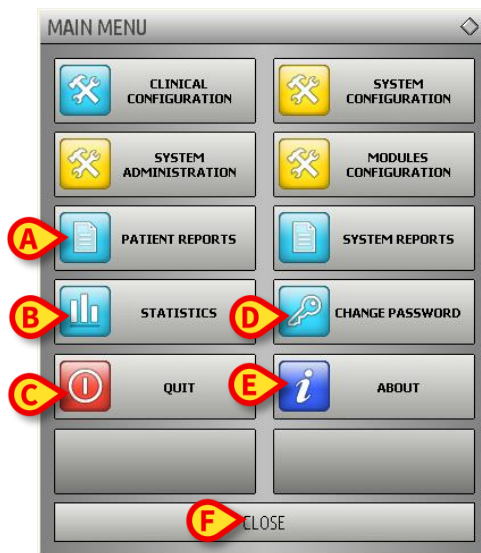 MAIN MENU
CLINICAL
CONFIGURATION
SYSTEM
CONFIGURATION
SYSTEM
ADMINISTRATION
MODULES
CONFIGURATION
A
PATIENT REPORTS
SYSTEM REPORTS
B
STATISTICS
D
CHANGE PASSWORD
C
QUIT
E
i
ABOUT
F
CLOSE